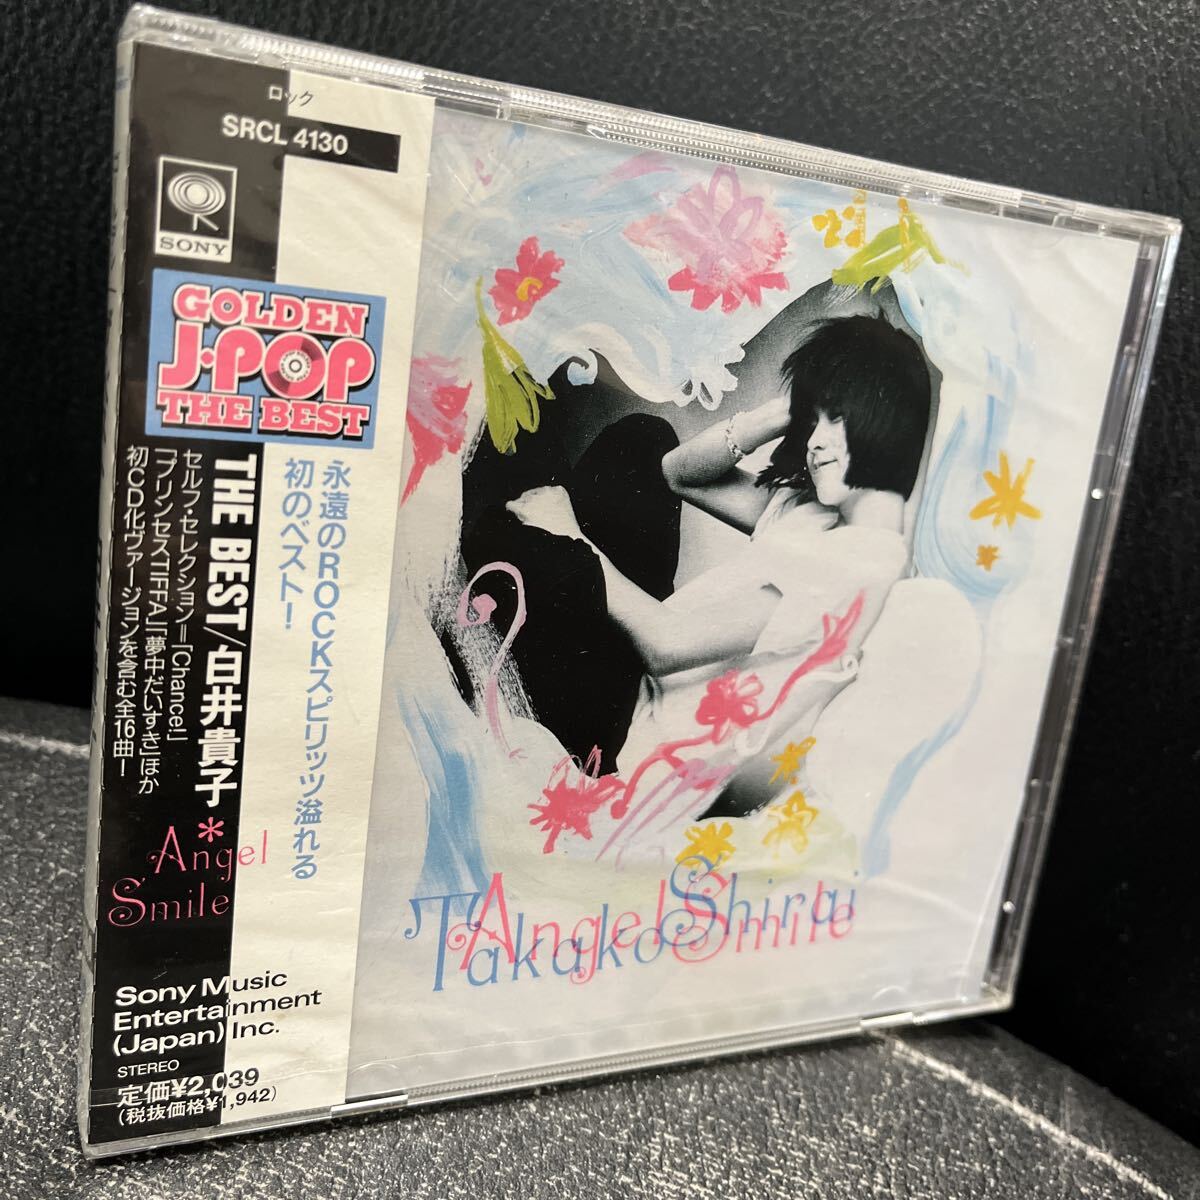 ロック
SRCL 4130
SONY
GOLDEN
J·POP
THE BEST
永遠のROCKスピリッツ溢れる
初のベスト!
THE BEST/白井貴子
セルフ・セレクション=「Chance!」
「プリンセスTIFFA」「夢中だいすき」ほか
初CD化ヴァージョンを含む全16曲!
*
Angel
Smile
Sony Music
Entertainment
(Japan) Inc.
STEREO
定価¥2,039
(税抜価格¥1,942)
Angel Smile
Takako Shirai